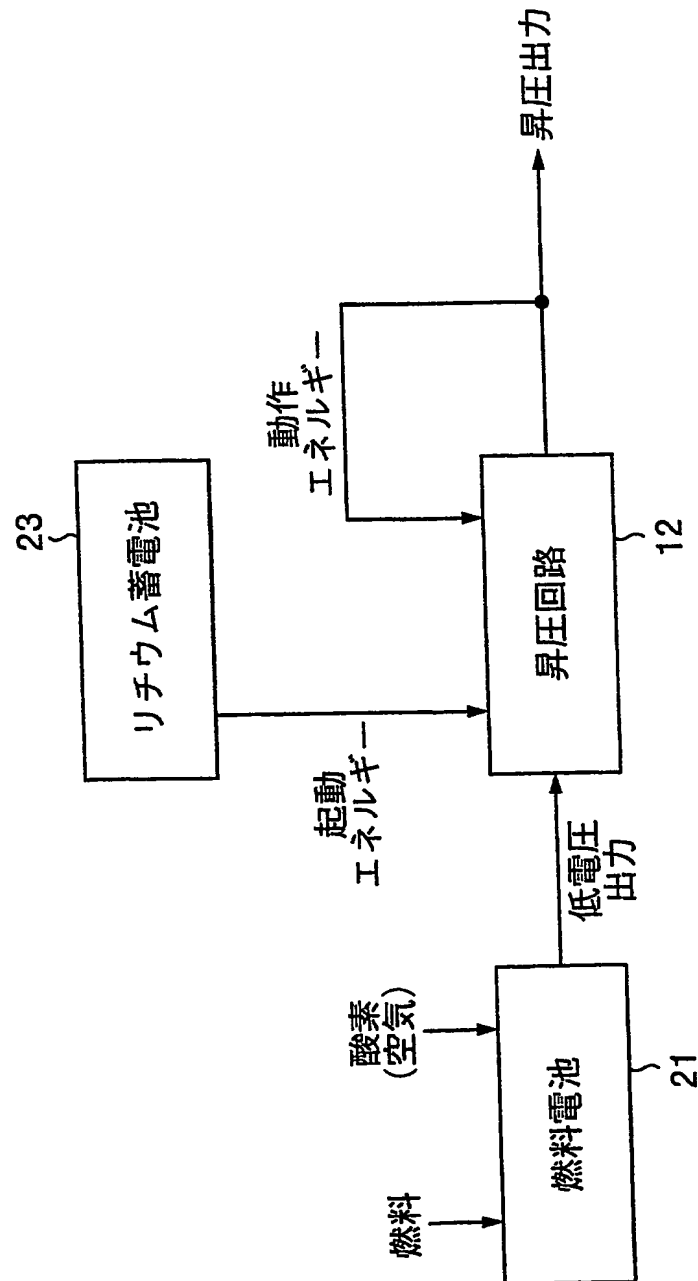 23
リチウム蓄電池
起動
エネルギー
動作
エネルギー
昇圧出力
燃料
酸素
(空気)
燃料電池
21
低電圧
出力
昇圧回路
12